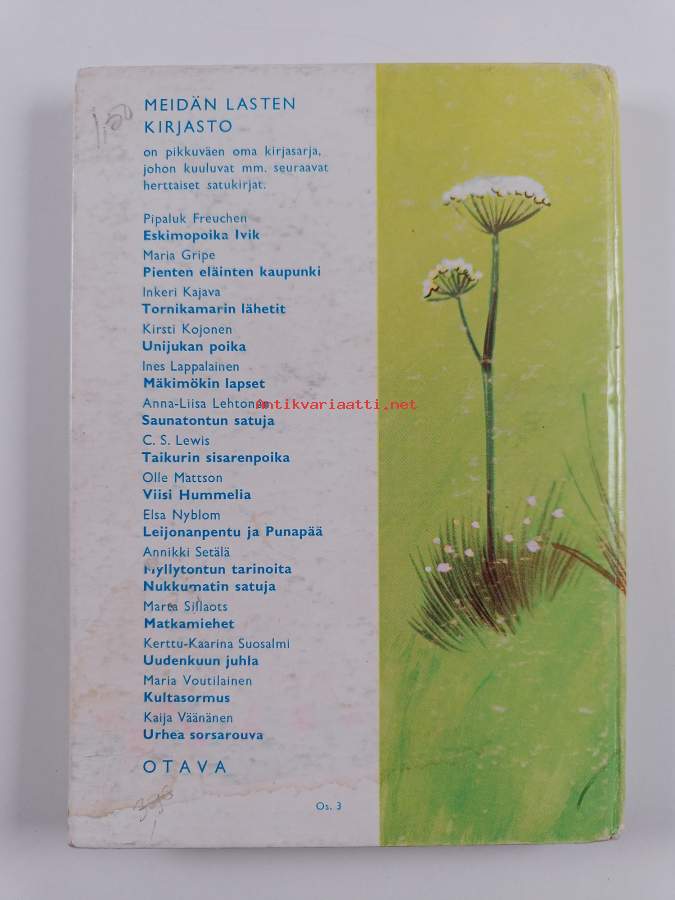 1,50
MEIDÄN LASTEN
KIRJASTO
on pikkuväen oma kirjasarja,
johon kuuluvat mm. seuraavat
herttaiset satukirjat.
Pipaluk Freuchen
Eskimopoika Ivik
Maria Gripe
Pienten eläinten kaupunki
Inkeri Kajava
Tornikamarin lähetit
Kirsti Kojonen
Unijukan poika
Ines Lappalainen
Mäkimökin lapset
Anna-Liisa Lehtonen
antikvariaatti.net
Saunatontun satuja
C. S. Lewis
Taikurin sisarenpoika
Olle Mattson
Viisi Hummelia
Elsa Nyblom
Leijonanpentu ja Punapää
Annikki Setälä
Myllytontun tarinoita
Nukkumatin satuja
Marta Sillaots
Matkamiehet
Kerttu-Kaarina Suosalmi
Uudenkuun juhla
Maria Voutilainen
Kultasormus
Kaija Väänänen
Urhea sorsarouva
OTAVA
Os. 3